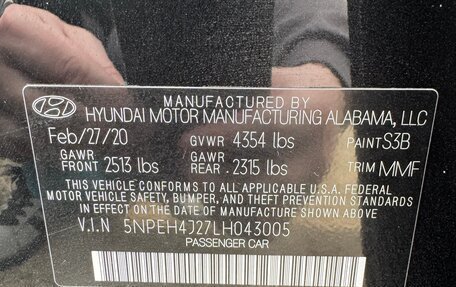 MANUFACTURED BY
HYUNDAI MOTOR MANUFACTURING ALABAMA, LLC
Feb/27/20 GVWR 4354 lbs PAINT S3B
GAWR FRONT 2513 lbs GAWR REAR 2315 lbs TRIM MMF
THIS VEHICLE CONFORMS TO ALL APPLICABLE U.S.A. FEDERAL
MOTOR VEHICLE SAFETY, BUMPER, AND THEFT PREVENTION STANDARDS
IN EFFECT ON THE DATE OF MANUFACTURE SHOWN ABOVE.
V.I.N 5NPEH4J27LH043005
PASSENGER CAR